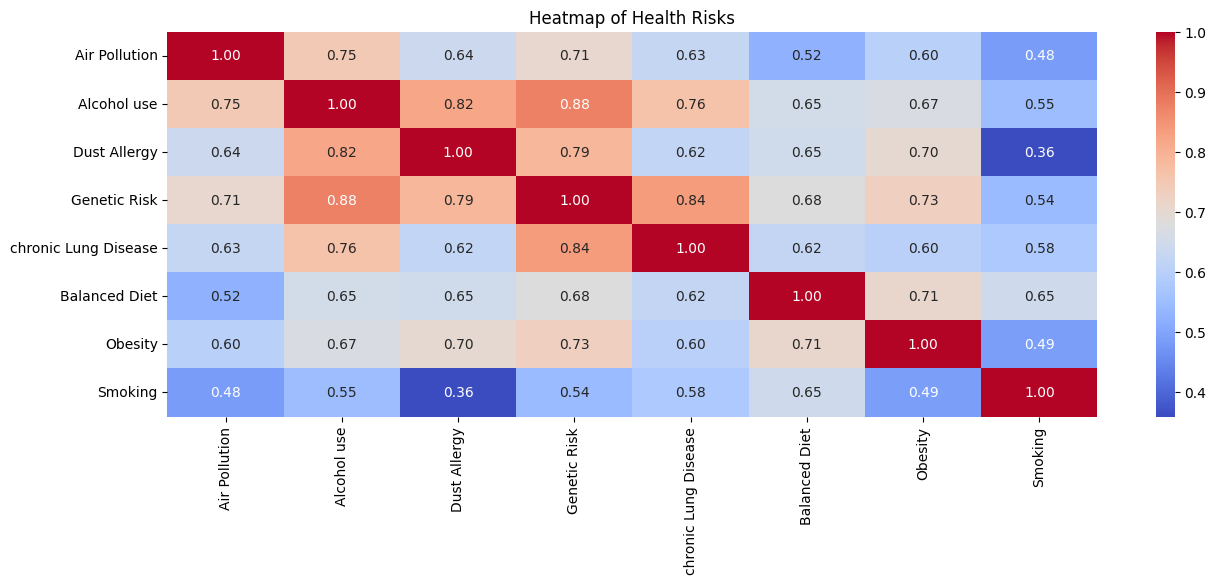 Heatmap of Health Risks
Air Pollution 1.00 0.75 0.64 0.71 0.63 0.52 0.60 0.48
Alcohol use 0.75 1.00 0.82 0.88 0.76 0.65 0.67 0.55
Dust Allergy 0.64 0.82 1.00 0.79 0.62 0.65 0.70 0.36
Genetic Risk 0.71 0.88 0.79 1.00 0.84 0.68 0.73 0.54
chronic Lung Disease 0.63 0.76 0.62 0.84 1.00 0.62 0.60 0.58
Balanced Diet 0.52 0.65 0.65 0.68 0.62 1.00 0.71 0.65
Obesity 0.60 0.67 0.70 0.73 0.60 0.71 1.00 0.49
Smoking 0.48 0.55 0.36 0.54 0.58 0.65 0.49 1.00
Air Pollution
Alcohol use
Dust Allergy
Genetic Risk
chronic Lung Disease
Balanced Diet
Obesity
Smoking
1.0
0.9
0.8
0.7
0.6
0.5
0.4